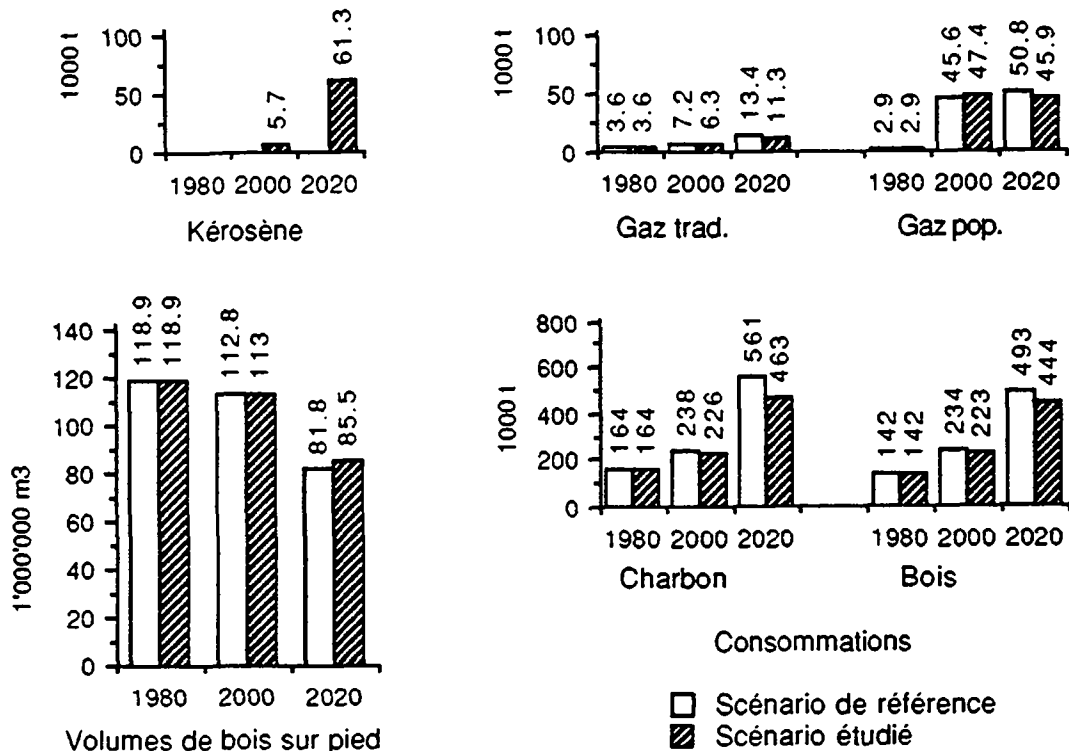 1000 t
100
50
0
5.7
61.3
1980 2000 2020
Kérosène
1000 t
100
50
0
3.6 3.6 7.2 6.3 13.4 11.3
2.9 2.9 45.6 47.4 50.8 45.9
1980 2000 2020
1980 2000 2020
Gaz trad.
Gaz pop.
1'000'000 m3
140
120
100
80
60
40
20
0
118.9 118.9 112.8 113 81.8 85.5
1980 2000 2020
Volumes de bois sur pied
1000 t
800
600
400
200
0
164 164 238 226 561 463
142 142 234 223 493 444
1980 2000 2020
1980 2000 2020
Charbon
Bois
Consommations
Scénario de référence
Scénario étudié